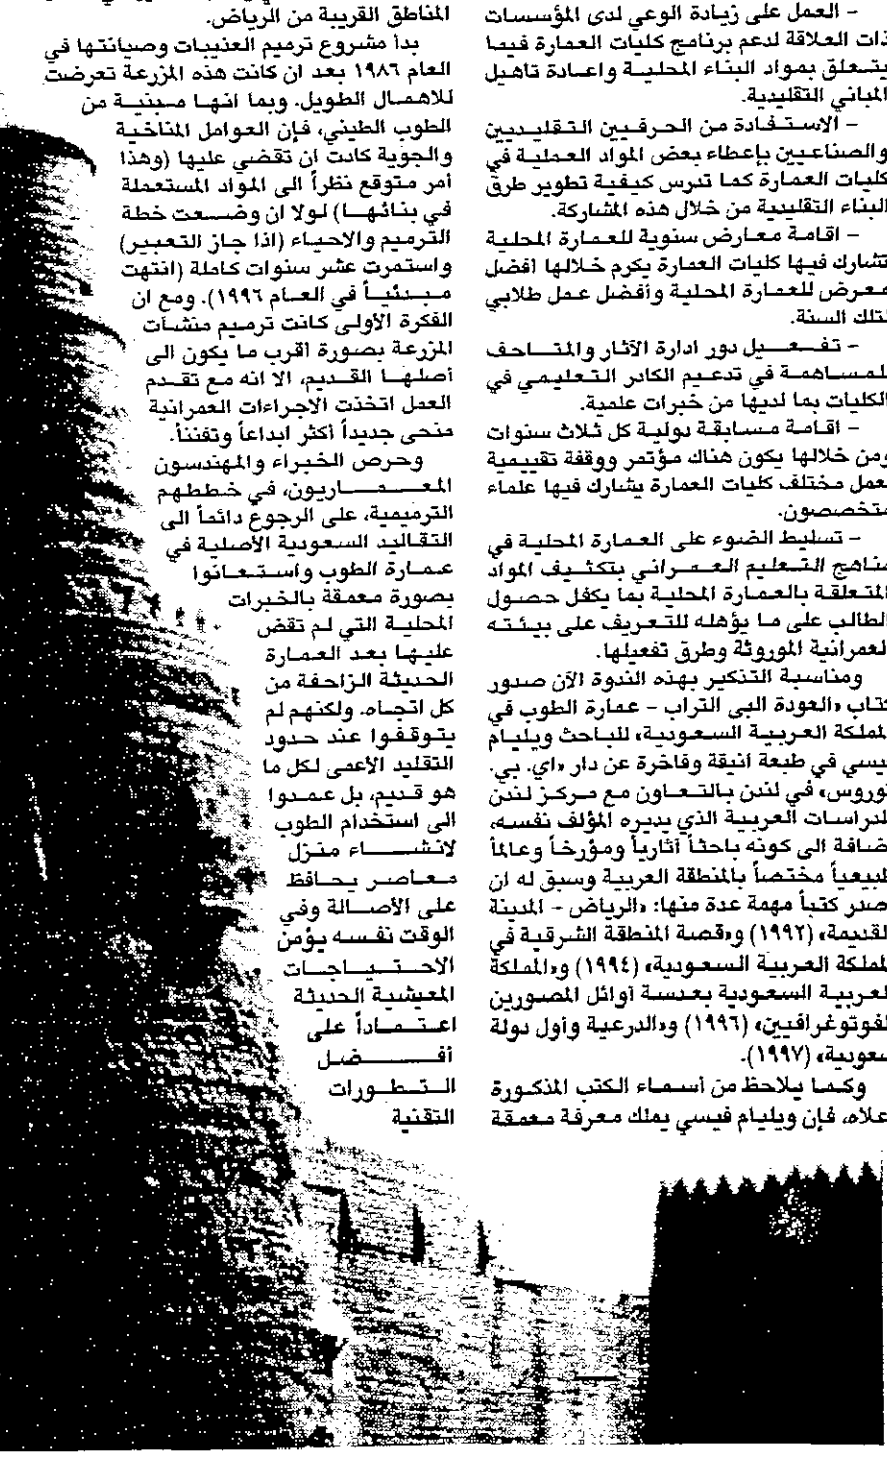 - العمل على زيادة الوعي لدى المؤسسات
ذات العلاقة لدعم برنامج كليات العمارة فيما
يتعلق بمواد البناء المحلية واعادة تاهيل
المباني التقليدية.
- الاستفادة من الحرفيين التقليديين
والصناعيين بإعطاء بعض المواد العملية في
كليات العمارة كما تدرس كيفية تطوير طرق
البناء التقليدية من خلال هذه المشاركة.
- اقامة معارض سنوية للعمارة المحلية
تشارك فيها كليات العمارة يكرم خلالها افضل
معرض للعمارة المحلية وأفضل عمل طلابي
لتلك السنة.
- تفعيل دور ادارة الآثار والمتاحف
للمساهمة في تدعيم الكادر التعليمي في
الكليات بما لديها من خبرات علمية.
- اقامة مسابقة دولية كل ثلاث سنوات
ومن خلالها يكون هناك مؤتمر ووقفة تقييمية
لعمل مختلف كليات العمارة يشارك فيها علماء
متخصصون.
- تسليط الضوء على العمارة المحلية في
مناهج التعليم العمراني بتكثيف المواد
المتعلقة بالعمارة المحلية بما يكفل حصول
الطالب على ما يؤهله للتعريف على بيئته
العمرانية الموروثة وطرق تفعيلها.
ومناسبة التذكير بهذه الندوة الآن صدور
كتاب «العودة الى التراب - عمارة الطوب في
المملكة العربية السعودية» للباحث ويليام
فيسي في طبعة انيقة وفاخرة عن دار «اي. بي.
توروس» في لندن بالتعاون مع مركز لندن
للدراسات العربية الذي يديره المؤلف نفسه،
اضافة الى كونه باحثاً آثارياً ومؤرخاً وعالماً
طبيعياً مختصاً بالمنطقة العربية وسبق له ان
اصدر كتباً مهمة عدة منها: «الرياض - المدينة
القديمة» (١٩٩٢) و«قصة المنطقة الشرقية في
المملكة العربية السعودية» (١٩٩٤) و«المملكة
العربية السعودية بعدسة أوائل المصورين
الفوتوغرافيين» (١٩٩٦) و«الدرعية وأول دولة
سعودية» (١٩٩٧).
وكما يلاحظ من أسماء الكتب المذكورة
اعلاه، فإن ويليام فيسي يملك معرفة معمقة
المناطق القريبة من الرياض.
بدأ مشروع ترميم العذيبات وصيانتها في
العام ١٩٨٦ بعد ان كانت هذه المزرعة تعرضت
للاهمال الطويل. وبما انها مبنية من
الطوب الطيني، فإن العوامل المناخية
والجوية كادت ان تقضي عليها (وهذا
أمر متوقع نظراً الى المواد المستعملة
في بنائها) لولا ان وضعت خطة
الترميم والاحياء (اذا جاز التعبير)
واستمرت عشر سنوات كاملة (انتهت
مبدئياً في العام ١٩٩٦). ومع ان
الفكرة الأولى كانت ترميم منشآت
المزرعة بصورة اقرب ما يكون الى
أصلها القديم، الا انه مع تقدم
العمل اتخذت الاجراءات العمرانية
منحى جديداً أكثر ابداعاً وتفنناً.
وحرص الخبراء والمهندسون
المعماريون، في خططهم
الترميمية، على الرجوع دائماً الى
التقاليد السعودية الأصلية في
عمارة الطوب واستعانوا
بصورة معمقة بالخبرات
المحلية التي لم تقض
عليها بعد العمارة
الحديثة الزاحفة من
كل اتجاه. ولكنهم لم
يتوقفوا عند حدود
التقليد الأعمى لكل ما
هو قديم، بل عمدوا
الى استخدام الطوب
لانشاء منزل
معاصر يحافظ
على الأصالة وفي
الوقت نفسه يؤمن
الاحتياجات
المعيشية الحديثة
اعتماداً على
أفضل
التطورات
التقنية